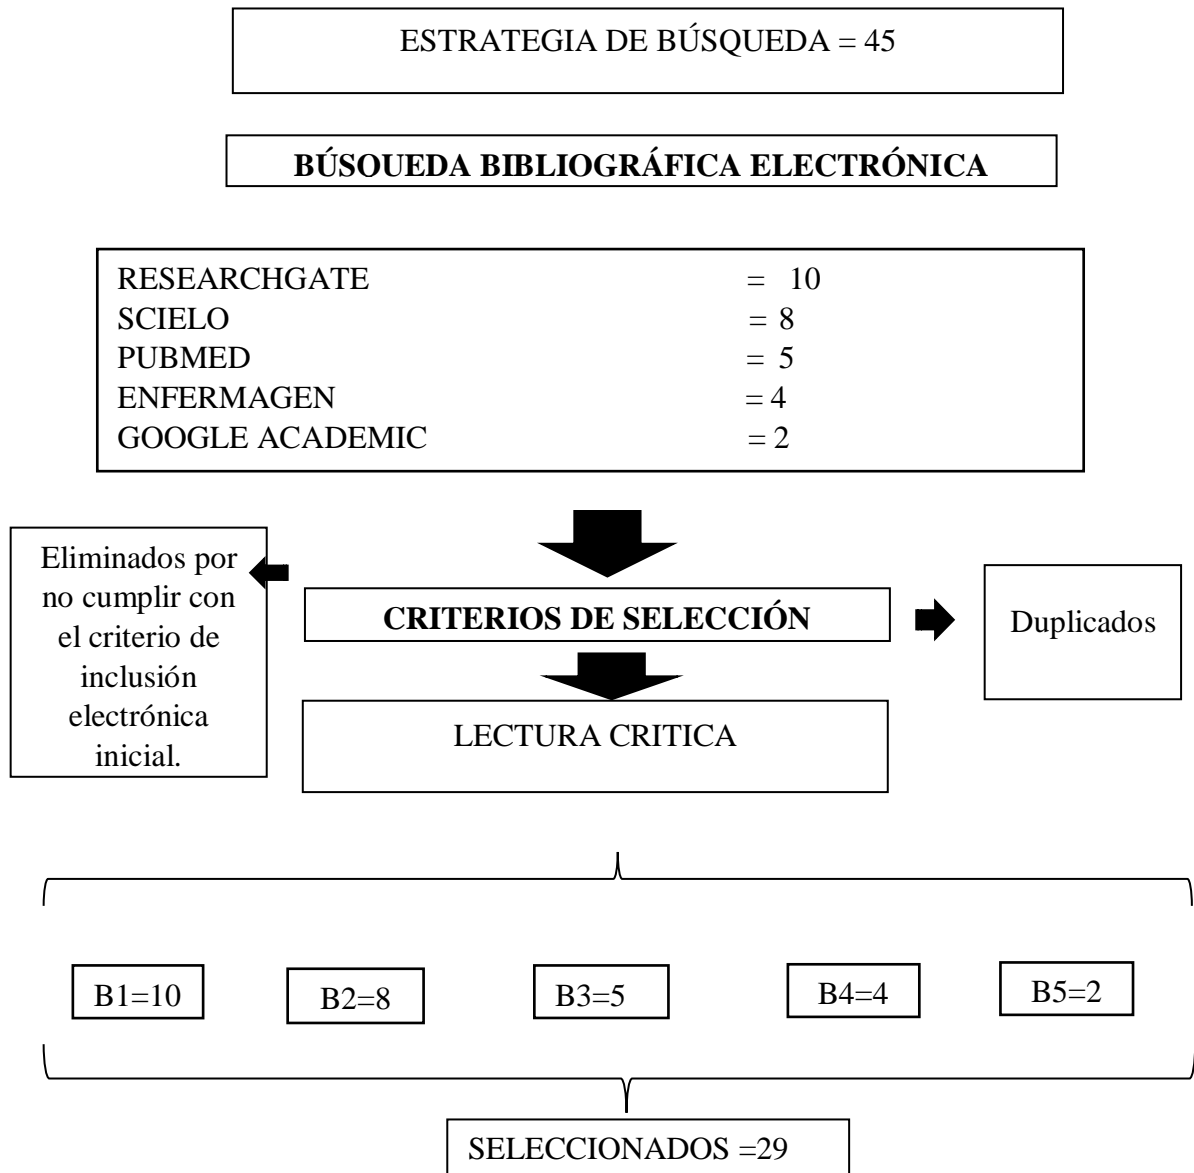 ESTRATEGIA DE BÚSQUEDA = 45
BÚSOUEDA BIBLIOGRÁFICA ELECTRÓNICA
RESEARCHGATE = 10
SCIELO = 8
PUBMED = 5
ENFERMAGEN = 4
GOOGLE ACADEMIC = 2
Eliminados por
no cumplir con
el criterio de
inclusión
electrónica
inicial.
CRITERIOS DE SELECCIÓN
Duplicados
LECTURA CRITICA
B1=10
B2=8
B3=5
B4=4
B5=2
SELECCIONADOS =29